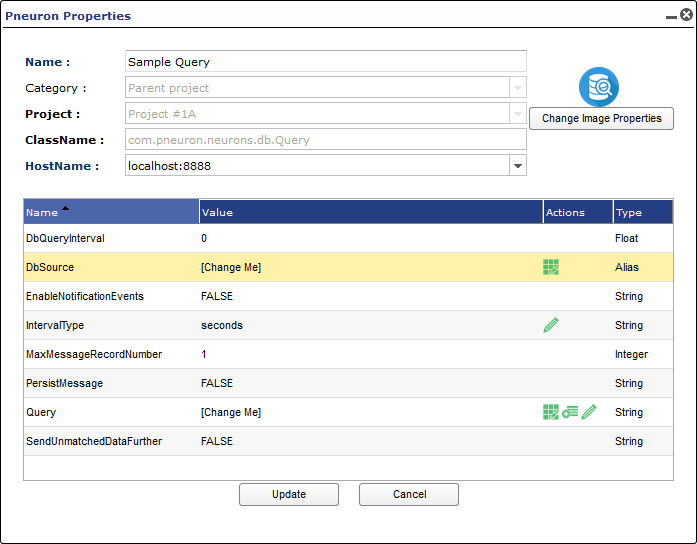 Pneuron Properties
Name : Sample Query
Category : Parent project
Project : Project #1A
Change Image Properties
ClassName : com.pneuron.neurons.db.Query
HostName : localhost:8888
Name Value Actions Type
DbQueryInterval 0 Float
DbSource [Change Me] Alias
EnableNotificationEvents FALSE String
IntervalType seconds String
MaxMessageRecordNumber 1 Integer
PersistMessage FALSE String
Query [Change Me] String
SendUnmatchedDataFurther FALSE String
Update Cancel